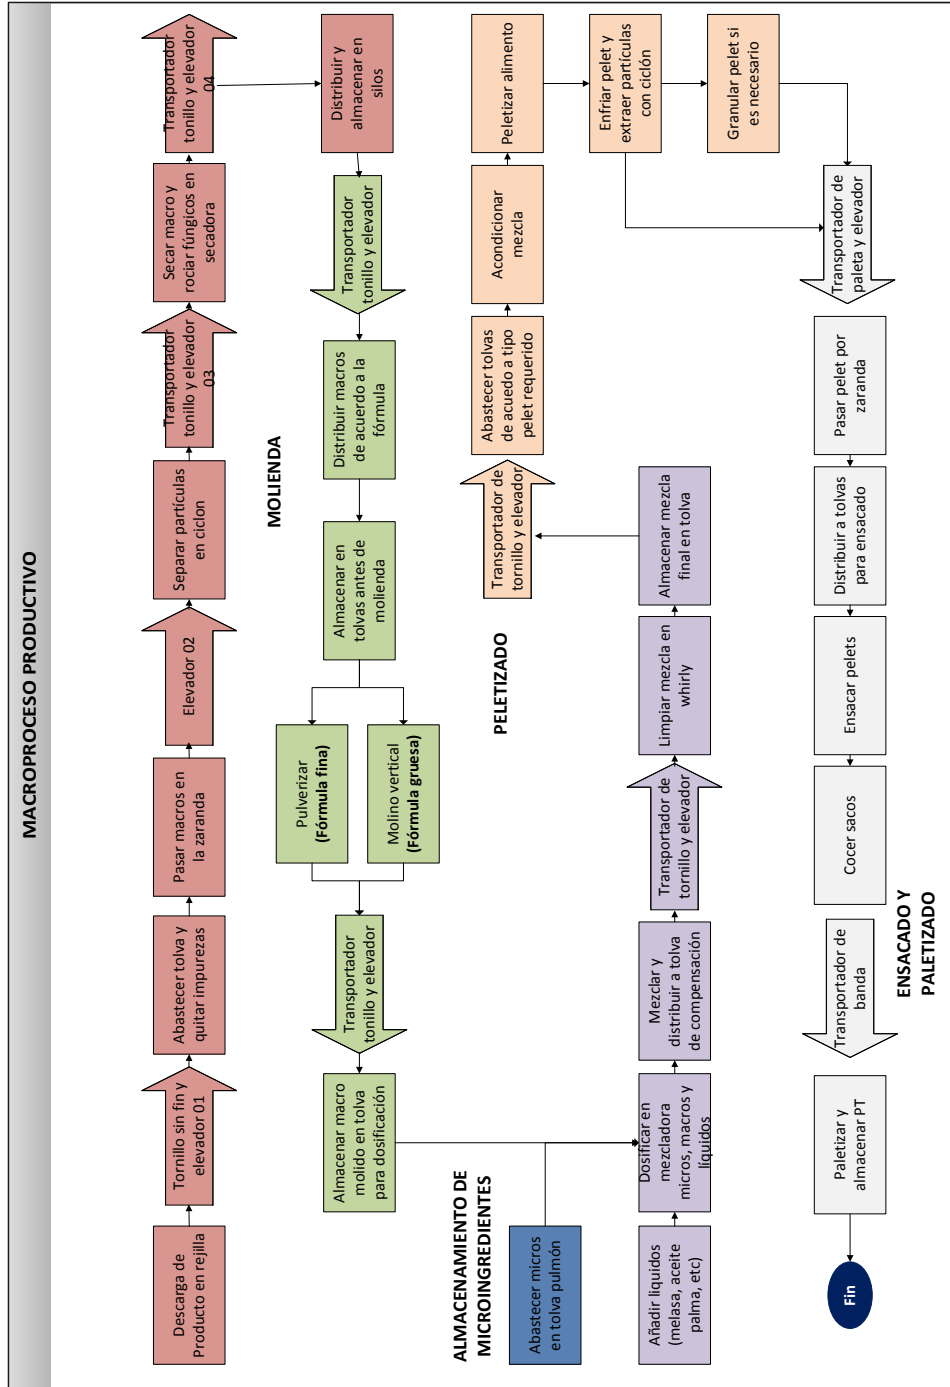 MACROPROCESO PRODUCTIVO
Descarga de
Producto en rejilla
Tornillo sin fin y
elevador 01
Abastecer tolva y
quitar impurezas
Pasar macros en
la zaranda
Elevador 02
Separar partículas
en ciclon
Transportador
tonillo y elevador
03
Secar macro y
rociar fúngicos en
secadora
Transportador
tonillo y elevador
04
Distribuir y
almacenar en
silos
MOLIENDA
Transportador
tonillo y elevador
Distribuir macros
de acuerdo a la
fórmula
Almacenar en
tolvas antes de
molienda
Pulverizar
(Fórmula fina)
Molino vertical
(Fórmula gruesa)
Transportador
tonillo y elevador
Almacenar macro
molido en tolva
para dosificación
ALMACENAMIENTO DE
MICROINGREDIENTES
Abastecer micros
en tolva pulmón
Añadir liquidos
(melasa, aceite
palma, etc)
Dosificar en
mezcladora
micros, macros y
líquidos
Mezclar y
distribuir a tolva
de compensación
Transportador de
tornillo y elevador
Limpiar mezcla en
whirly
Almacenar mezcla
final en tolva
PELETIZADO
Transportador de
tornillo y elevador
Abastecer tolvas
de acuedo a tipo
pelet requerido
Acondicionar
mezcla
Peletizar alimento
Enfriar pelet y
extraer partículas
con ciclón
Granular pelet si
es necesario
Transportador de
paleta y elevador
Pasar pelet por
zaranda
Distribuir a tolvas
para ensacado
Ensacar pelets
Cocer sacos
ENSACADO Y
PALETIZADO
Transportador de
banda
Paletizar y
almacenar PT
Fin